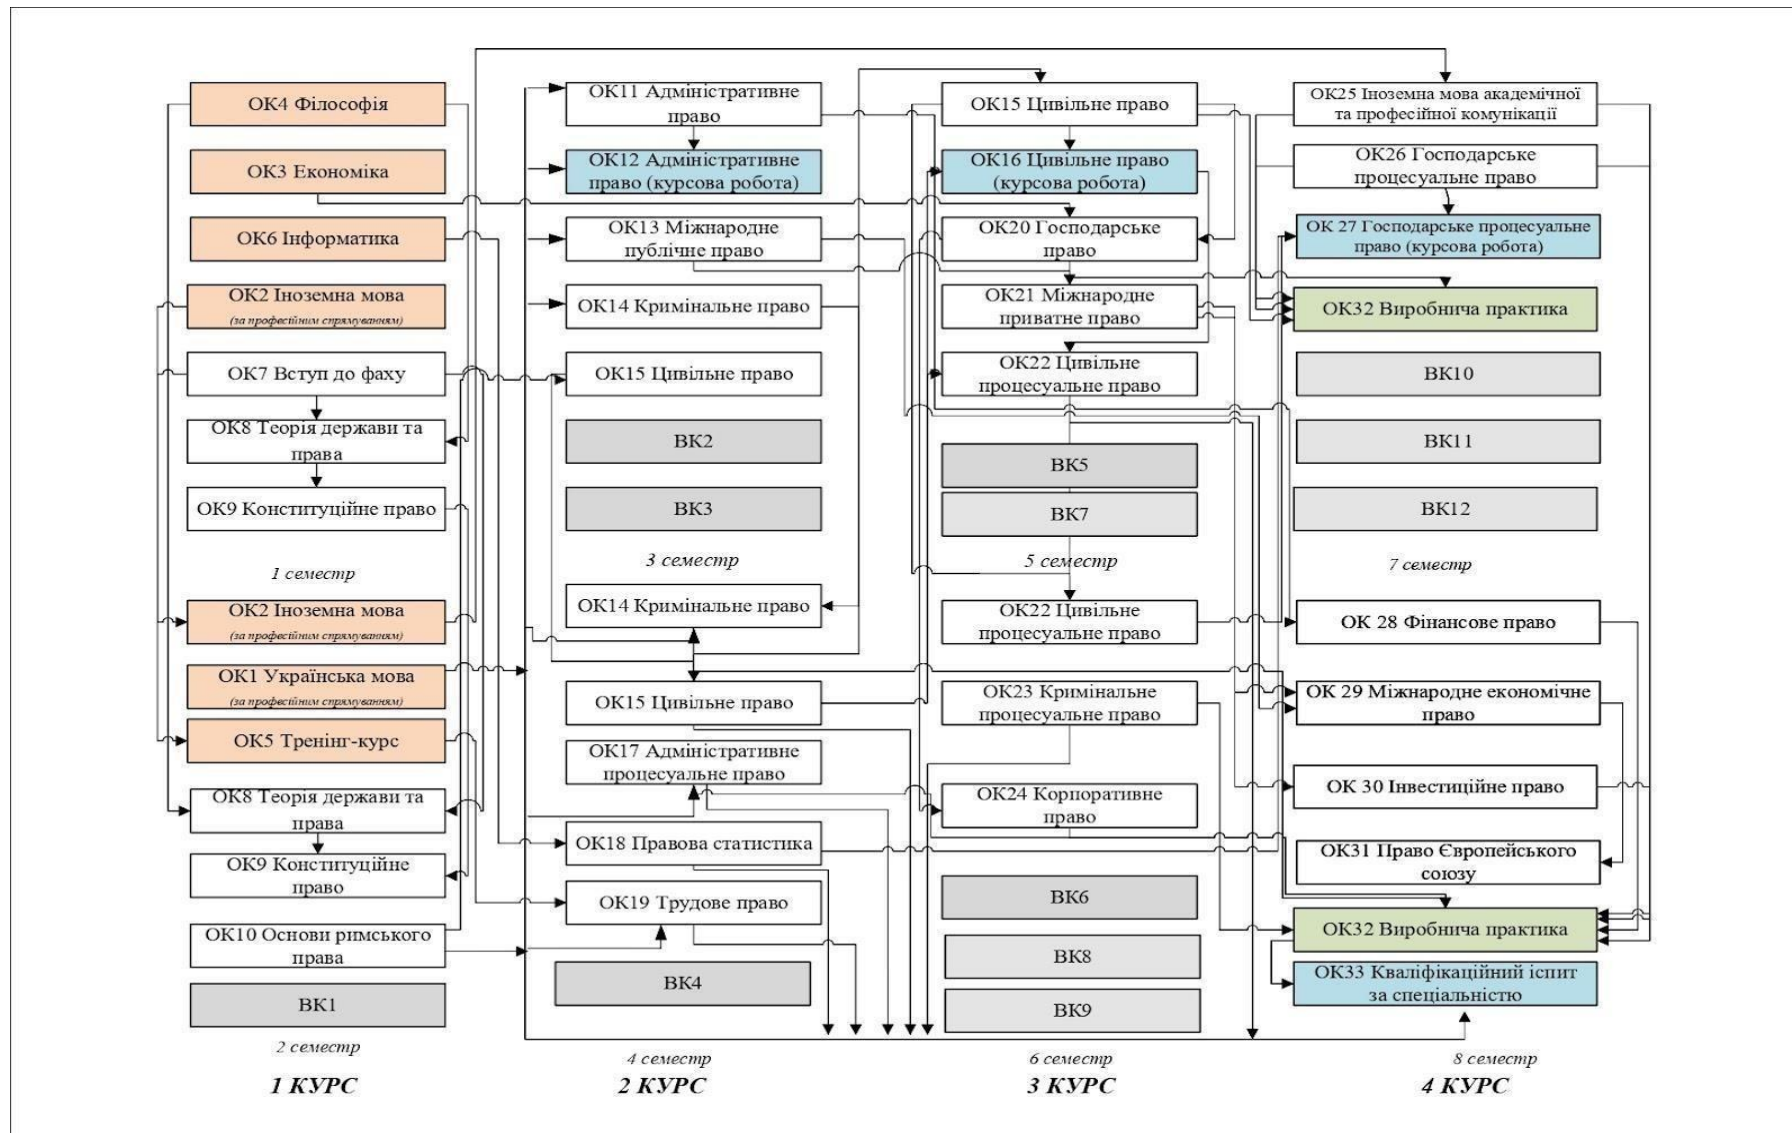 ОК4 Філософія
ОК3 Економіка
ОК6 Інформатика
ОК2 Іноземна мова
(за професійним спрямуванням)
ОК7 Вступ до фаху
ОК8 Теорія держави та
права
ОК9 Конституційне право
1 семестр
ОК2 Іноземна мова
(за професійним спрямуванням)
ОК1 Українська мова
(за професійним спрямуванням)
ОК5 Тренінг-курс
ОК8 Теорія держави та
права
ОК9 Конституційне
право
ОК10 Основи римського
права
ВК1
2 семестр
1 КУРС
ОК11 Адміністративне
право
ОК12 Адміністративне
право (курсова робота)
ОК13 Міжнародне
публічне право
ОК14 Кримінальне право
ОК15 Цивільне право
ВК2
ВК3
3 семестр
ОК14 Кримінальне право
ОК15 Цивільне право
ОК17 Адміністративне
процесуальне право
ОК18 Правова статистика
ОК19 Трудове право
ВК4
4 семестр
2 КУРС
ОК15 Цивільне право
ОК16 Цивільне право
(курсова робота)
ОК20 Господарське
право
ОК21 Міжнародне
приватне право
ОК22 Цивільне
процесуальне право
ВК5
ВК7
5 семестр
ОК22 Цивільне
процесуальне право
ОК23 Кримінальне
процесуальне право
ОК24 Корпоративне
право
ВК6
ВК8
ВК9
6 семестр
3 КУРС
ОК25 Іноземна мова академічної
та професійної комунікації
ОК26 Господарське
процесуальне право
ОК 27 Господарське процесуальне
право (курсова робота)
ОК32 Виробнича практика
ВК10
ВК11
ВК12
7 семестр
ОК 28 Фінансове право
ОК 29 Міжнародне економічне
право
ОК 30 Інвестиційне право
ОК31 Право Європейського
союзу
ОК32 Виробнича практика
ОК33 Кваліфікаційний іспит
за спеціальністю
8 семестр
4 КУРС